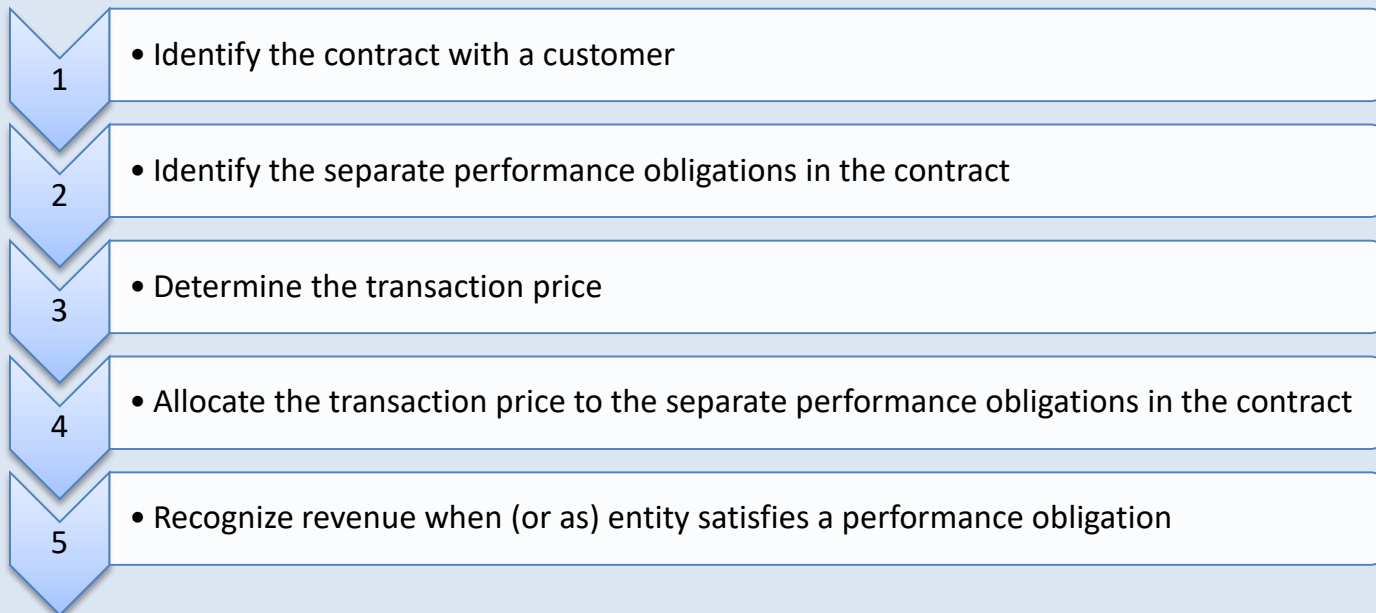 1
• Identify the contract with a customer
2
• Identify the separate performance obligations in the contract
3
• Determine the transaction price
4
• Allocate the transaction price to the separate performance obligations in the contract
5
• Recognize revenue when (or as) entity satisfies a performance obligation